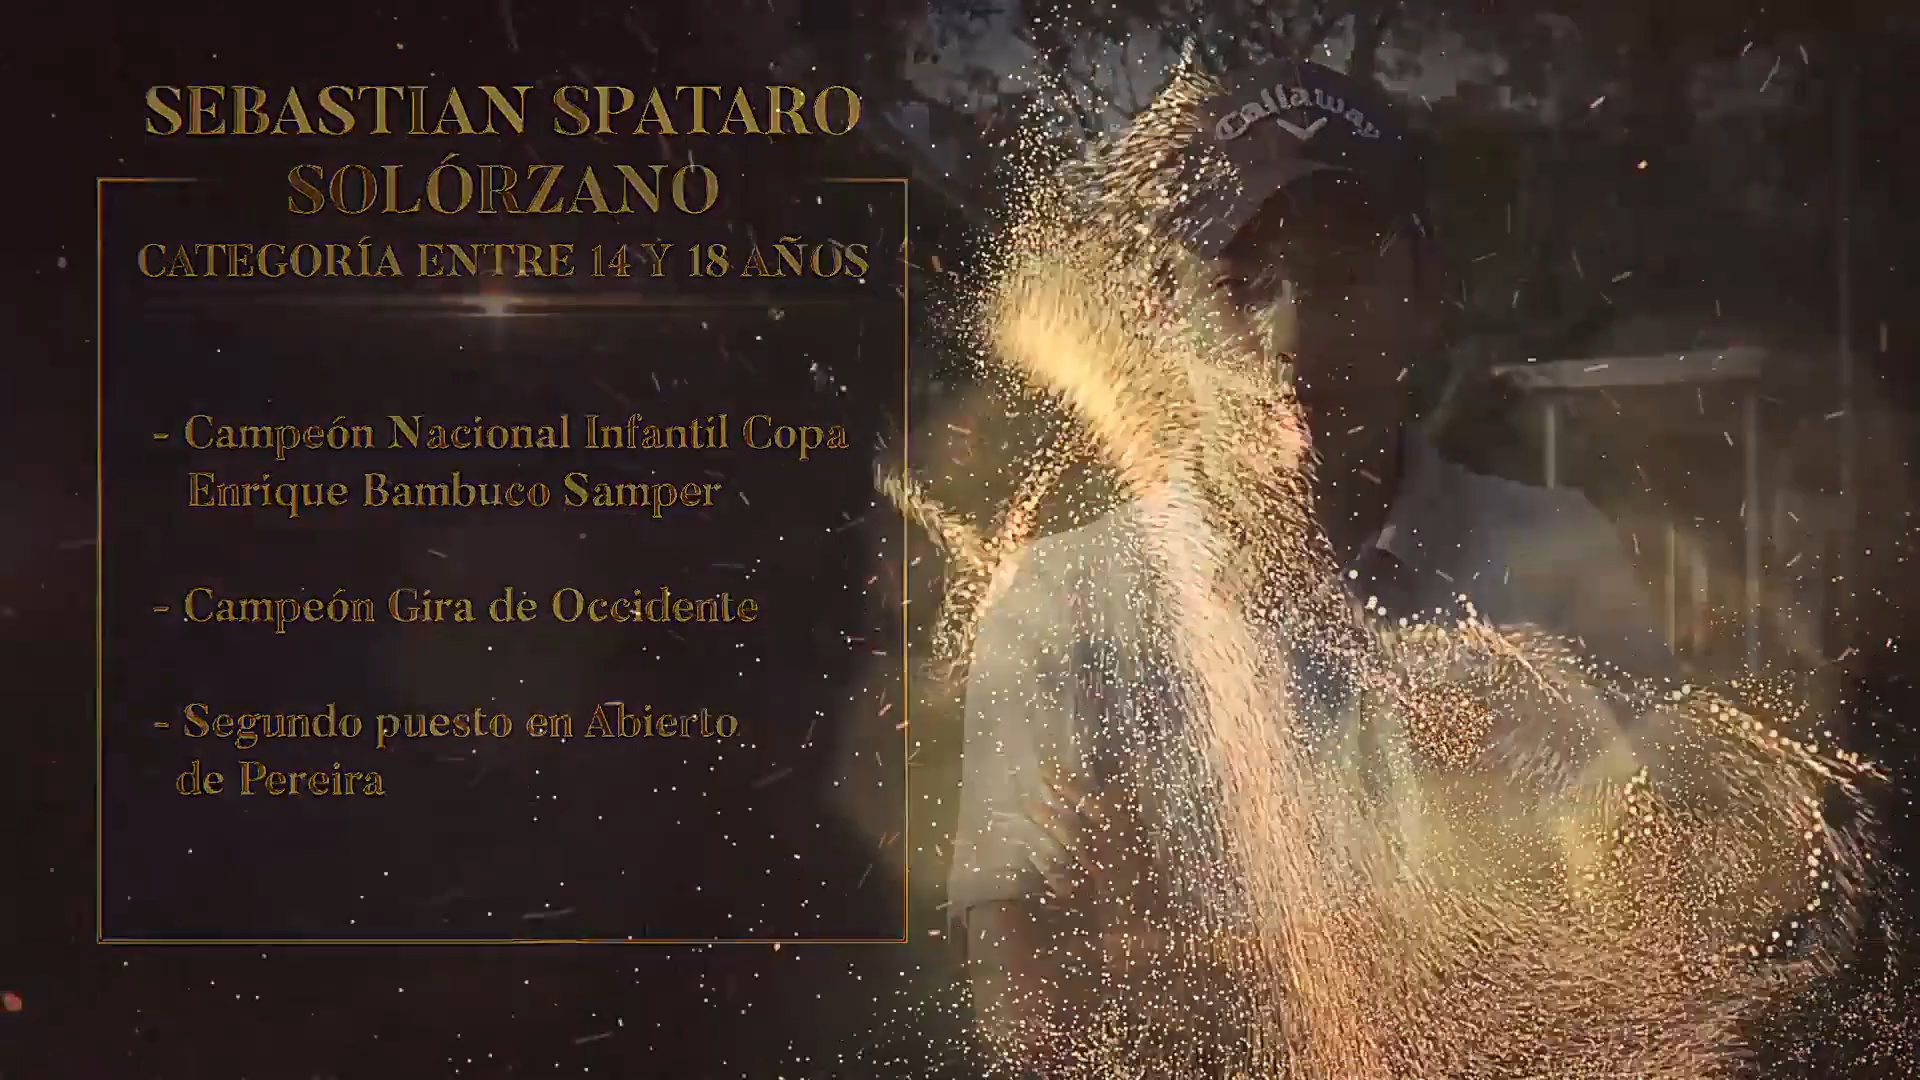 SEBASTIAN SPATARO
SOLÓRZANO
CATEGORÍA ENTRE 14 Y 18 AÑOS
- Campeón Nacional Infantil Copa
Enrique Bambuco Samper
- Campeón Gira de Occidente
- Segundo puesto en Abierto
de Pereira
Callaway